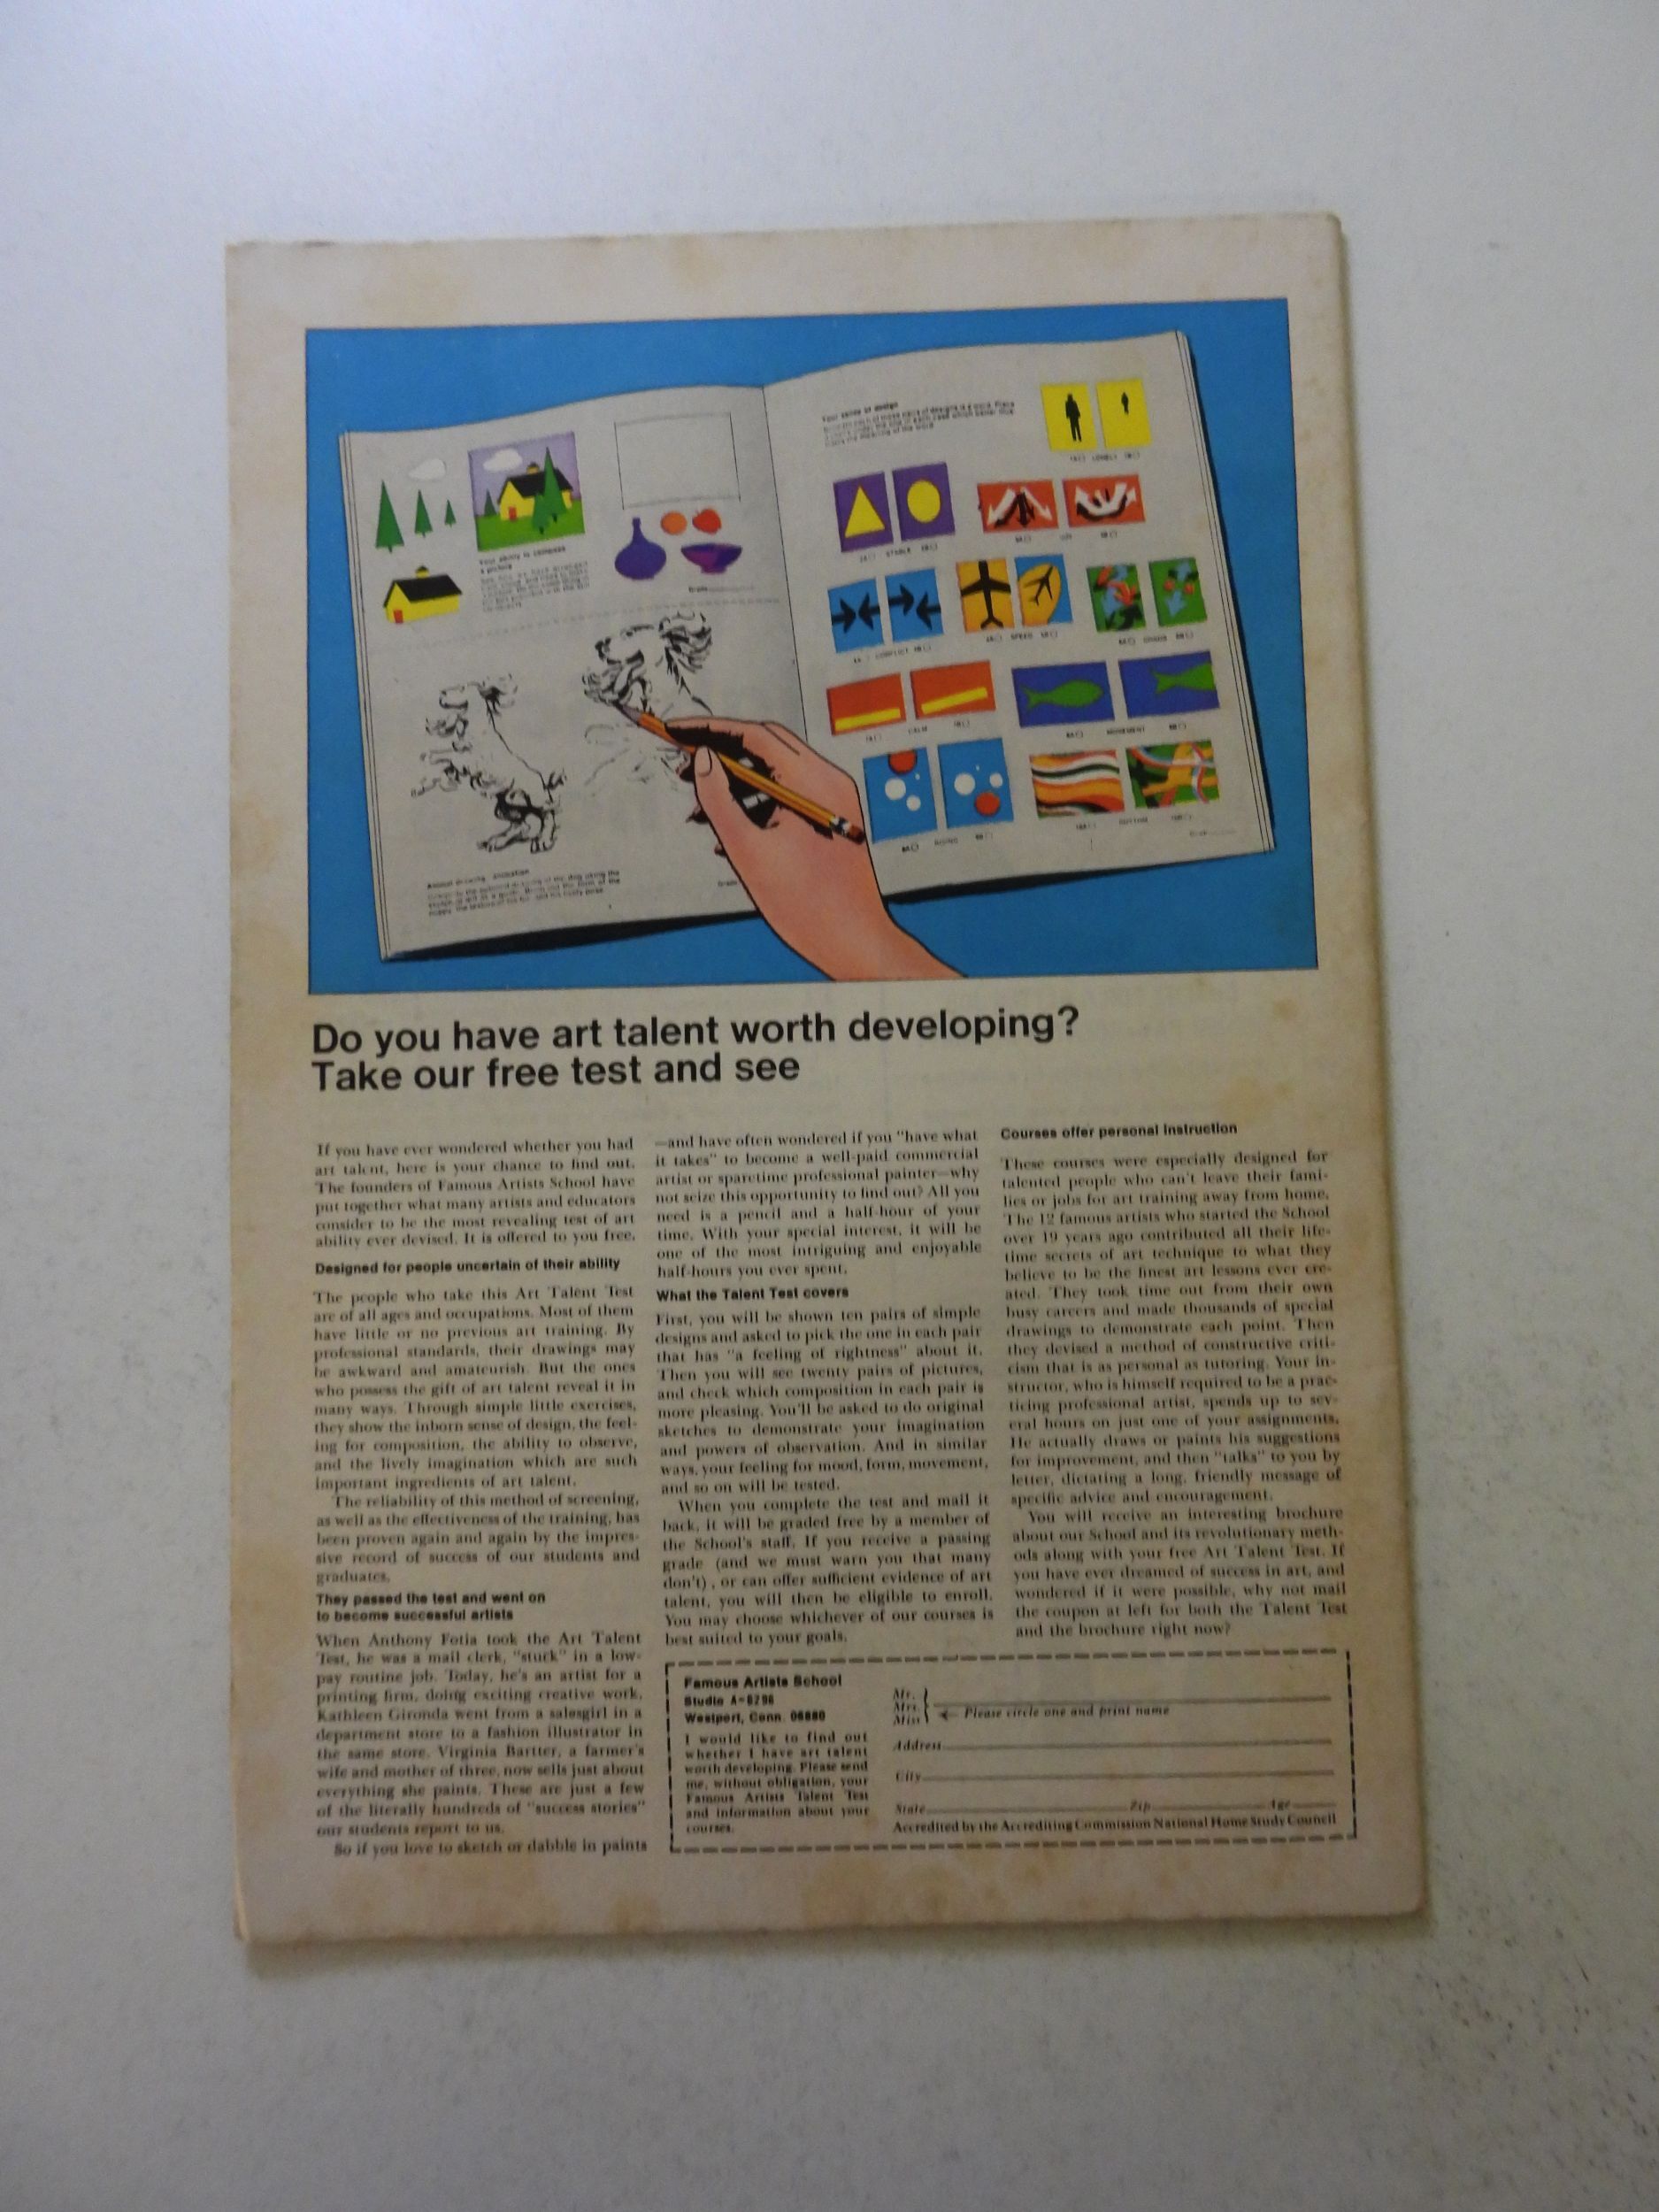 Your sense of design
LONELY
STABLE
CONFLICT
SPEED
CALM
MOVEMENT
Your ability to compose
a picture
Animal drawing
Do you have art talent worth developing?
Take our free test and see
If you have ever wondered whether you had
art talent, here is your chance to find out.
The founders of Famous Artists School have
put together what many artists and educators
consider to be the most revealing test of art
ability ever devised. It is offered to you free.
Designed for people uncertain of their ability
The people who take this Art Talent Test
are of all ages and occupations. Most of them
have little or no previous art training. By
professional standards, their drawings may
be awkward and amateurish. But the ones
who possess the gift of art talent reveal it in
many ways. Through simple little exercises,
they show the inborn sense of design, the feel-
ing for composition, the ability to observe,
and the lively imagination which are such
important ingredients of art talent.
The reliability of this method of screening,
as well as the effectiveness of the training, has
been proven again and again by the impres-
sive record of success of our students and
graduates.
They passed the test and went on
to become successful artists
When Anthony Fotia took the Art Talent
Test, he was a mail clerk, "stuck" in a low-
pay routine job. Today, he's an artist for a
printing firm, doing exciting creative work.
Kathleen Gironda went from a salesgirl in a
department store to a fashion illustrator in
the same store. Virginia Bartter, a farmer's
wife and mother of three, now sells just about
everything she paints. These are just a few
of the literally hundreds of "success stories"
our students report to us.
So if you love to sketch or dabble in paints
—and have often wondered if you "have what
it takes" to become a well-paid commercial
artist or sparetime professional painter—why
not seize this opportunity to find out? All you
need is a pencil and a half-hour of your
time. With your special interest, it will be
one of the most intriguing and enjoyable
half-hours you ever spent.
What the Talent Test covers
First, you will be shown ten pairs of simple
designs and asked to pick the one in each pair
that has "a feeling of rightness" about it.
Then you will see twenty pairs of pictures,
and check which composition in each pair is
more pleasing. You'll be asked to do original
sketches to demonstrate your imagination
and powers of observation. And in similar
ways, your feeling for mood, form, movement,
and so on will be tested.
When you complete the test and mail it
back, it will be graded free by a member of
the School's staff. If you receive a passing
grade (and we must warn you that many
don't), or can offer sufficient evidence of art
talent, you will then be eligible to enroll.
You may choose whichever of our courses is
best suited to your goals.
Courses offer personal instruction
These courses were especially designed for
talented people who can't leave their fami-
lies or jobs for art training away from home.
The 12 famous artists who started the School
over 19 years ago contributed all their life-
time secrets of art technique to what they
believe to be the finest art lessons ever cre-
ated. They took time out from their own
busy careers and made thousands of special
drawings to demonstrate each point. Then
they devised a method of constructive criti-
cism that is as personal as tutoring. Your in-
structor, who is himself required to be a prac-
ticing professional artist, spends up to sev-
eral hours on just one of your assignments.
He actually draws or paints his suggestions
for improvement, and then "talks" to you by
letter, dictating a long, friendly message of
specific advice and encouragement.
You will receive an interesting brochure
about our School and its revolutionary meth-
ods along with your free Art Talent Test. If
you have ever dreamed of success in art, and
wondered if it were possible, why not mail
the coupon at left for both the Talent Test
and the brochure right now?
Famous Artists School
Studio A-6296
Westport, Conn. 06880
I would like to find out
whether I have art talent
worth developing. Please send
me, without obligation, your
Famous Artists Talent Test
and information about your
courses.
Mr.
Mrs.
Miss
Please circle one and print name
Address
City
State Zip Age
Accredited by the Accrediting Commission National Home Study Council